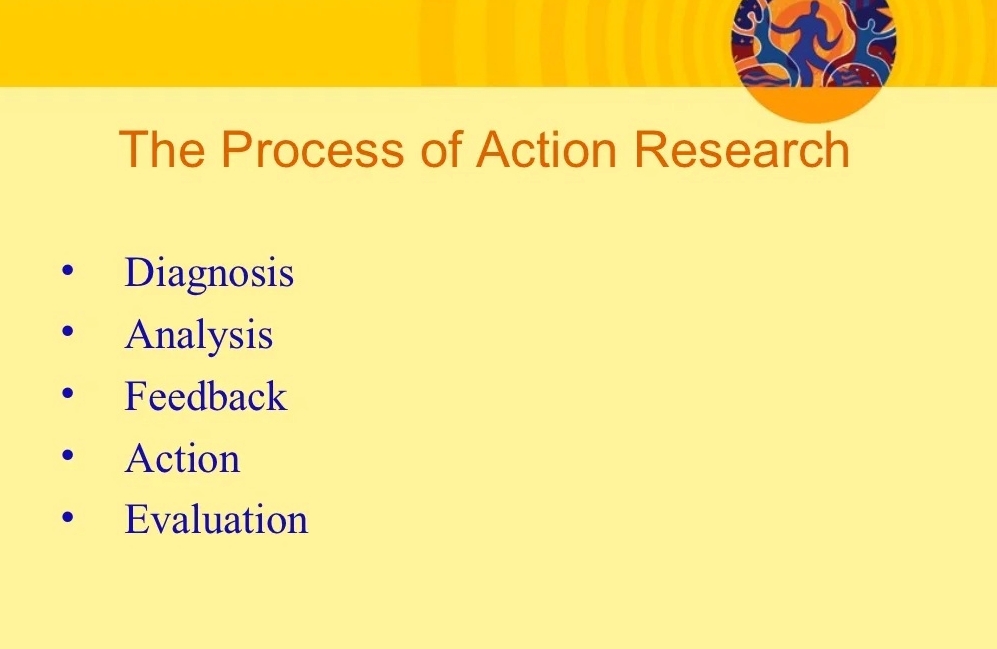 The Process of Action Research
• Diagnosis
• Analysis
• Feedback
• Action
• Evaluation